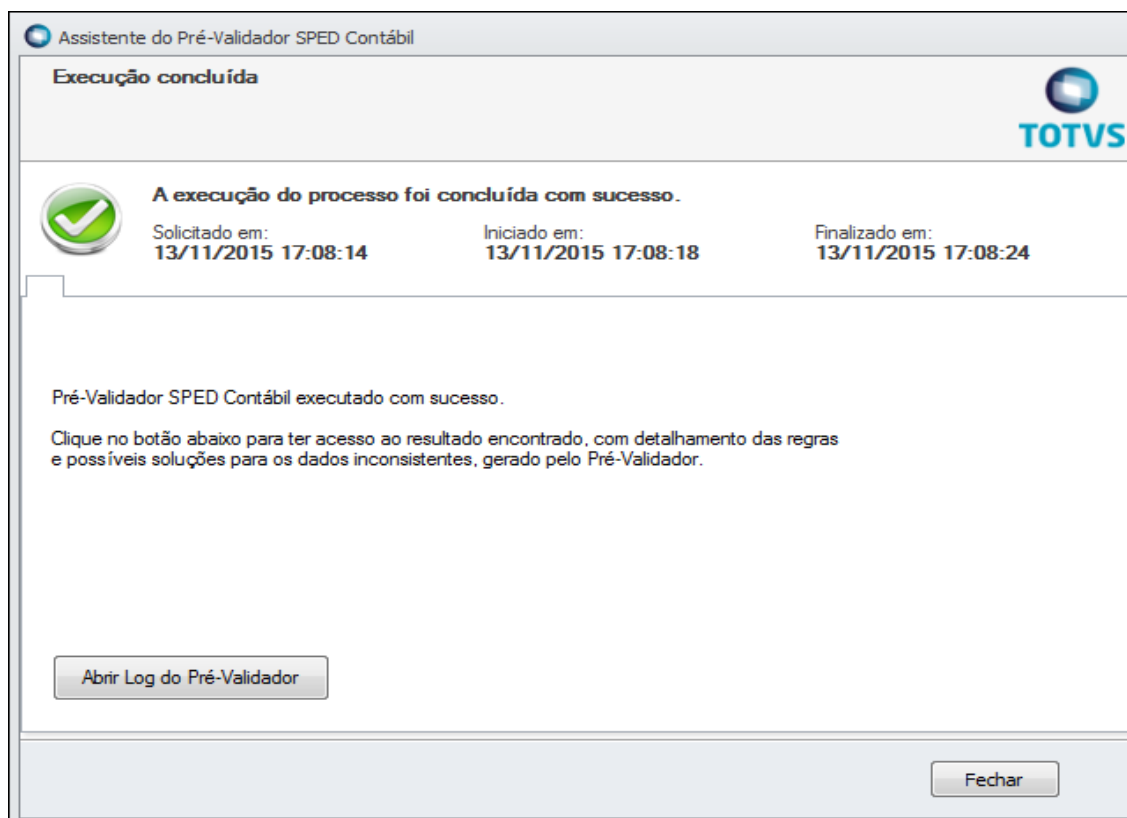 Assistente do Pré-Validador SPED Contábil
Execução concluída
TOTVS
A execução do processo foi concluída com sucesso.
Solicitado em: Iniciado em: Finalizado em:
13/11/2015 17:08:14 13/11/2015 17:08:18 13/11/2015 17:08:24
Pré-Validador SPED Contábil executado com sucesso.
Clique no botão abaixo para ter acesso ao resultado encontrado, com detalhamento das regras
e possíveis soluções para os dados inconsistentes, gerado pelo Pré-Validador.
Abrir Log do Pré-Validador
Fechar